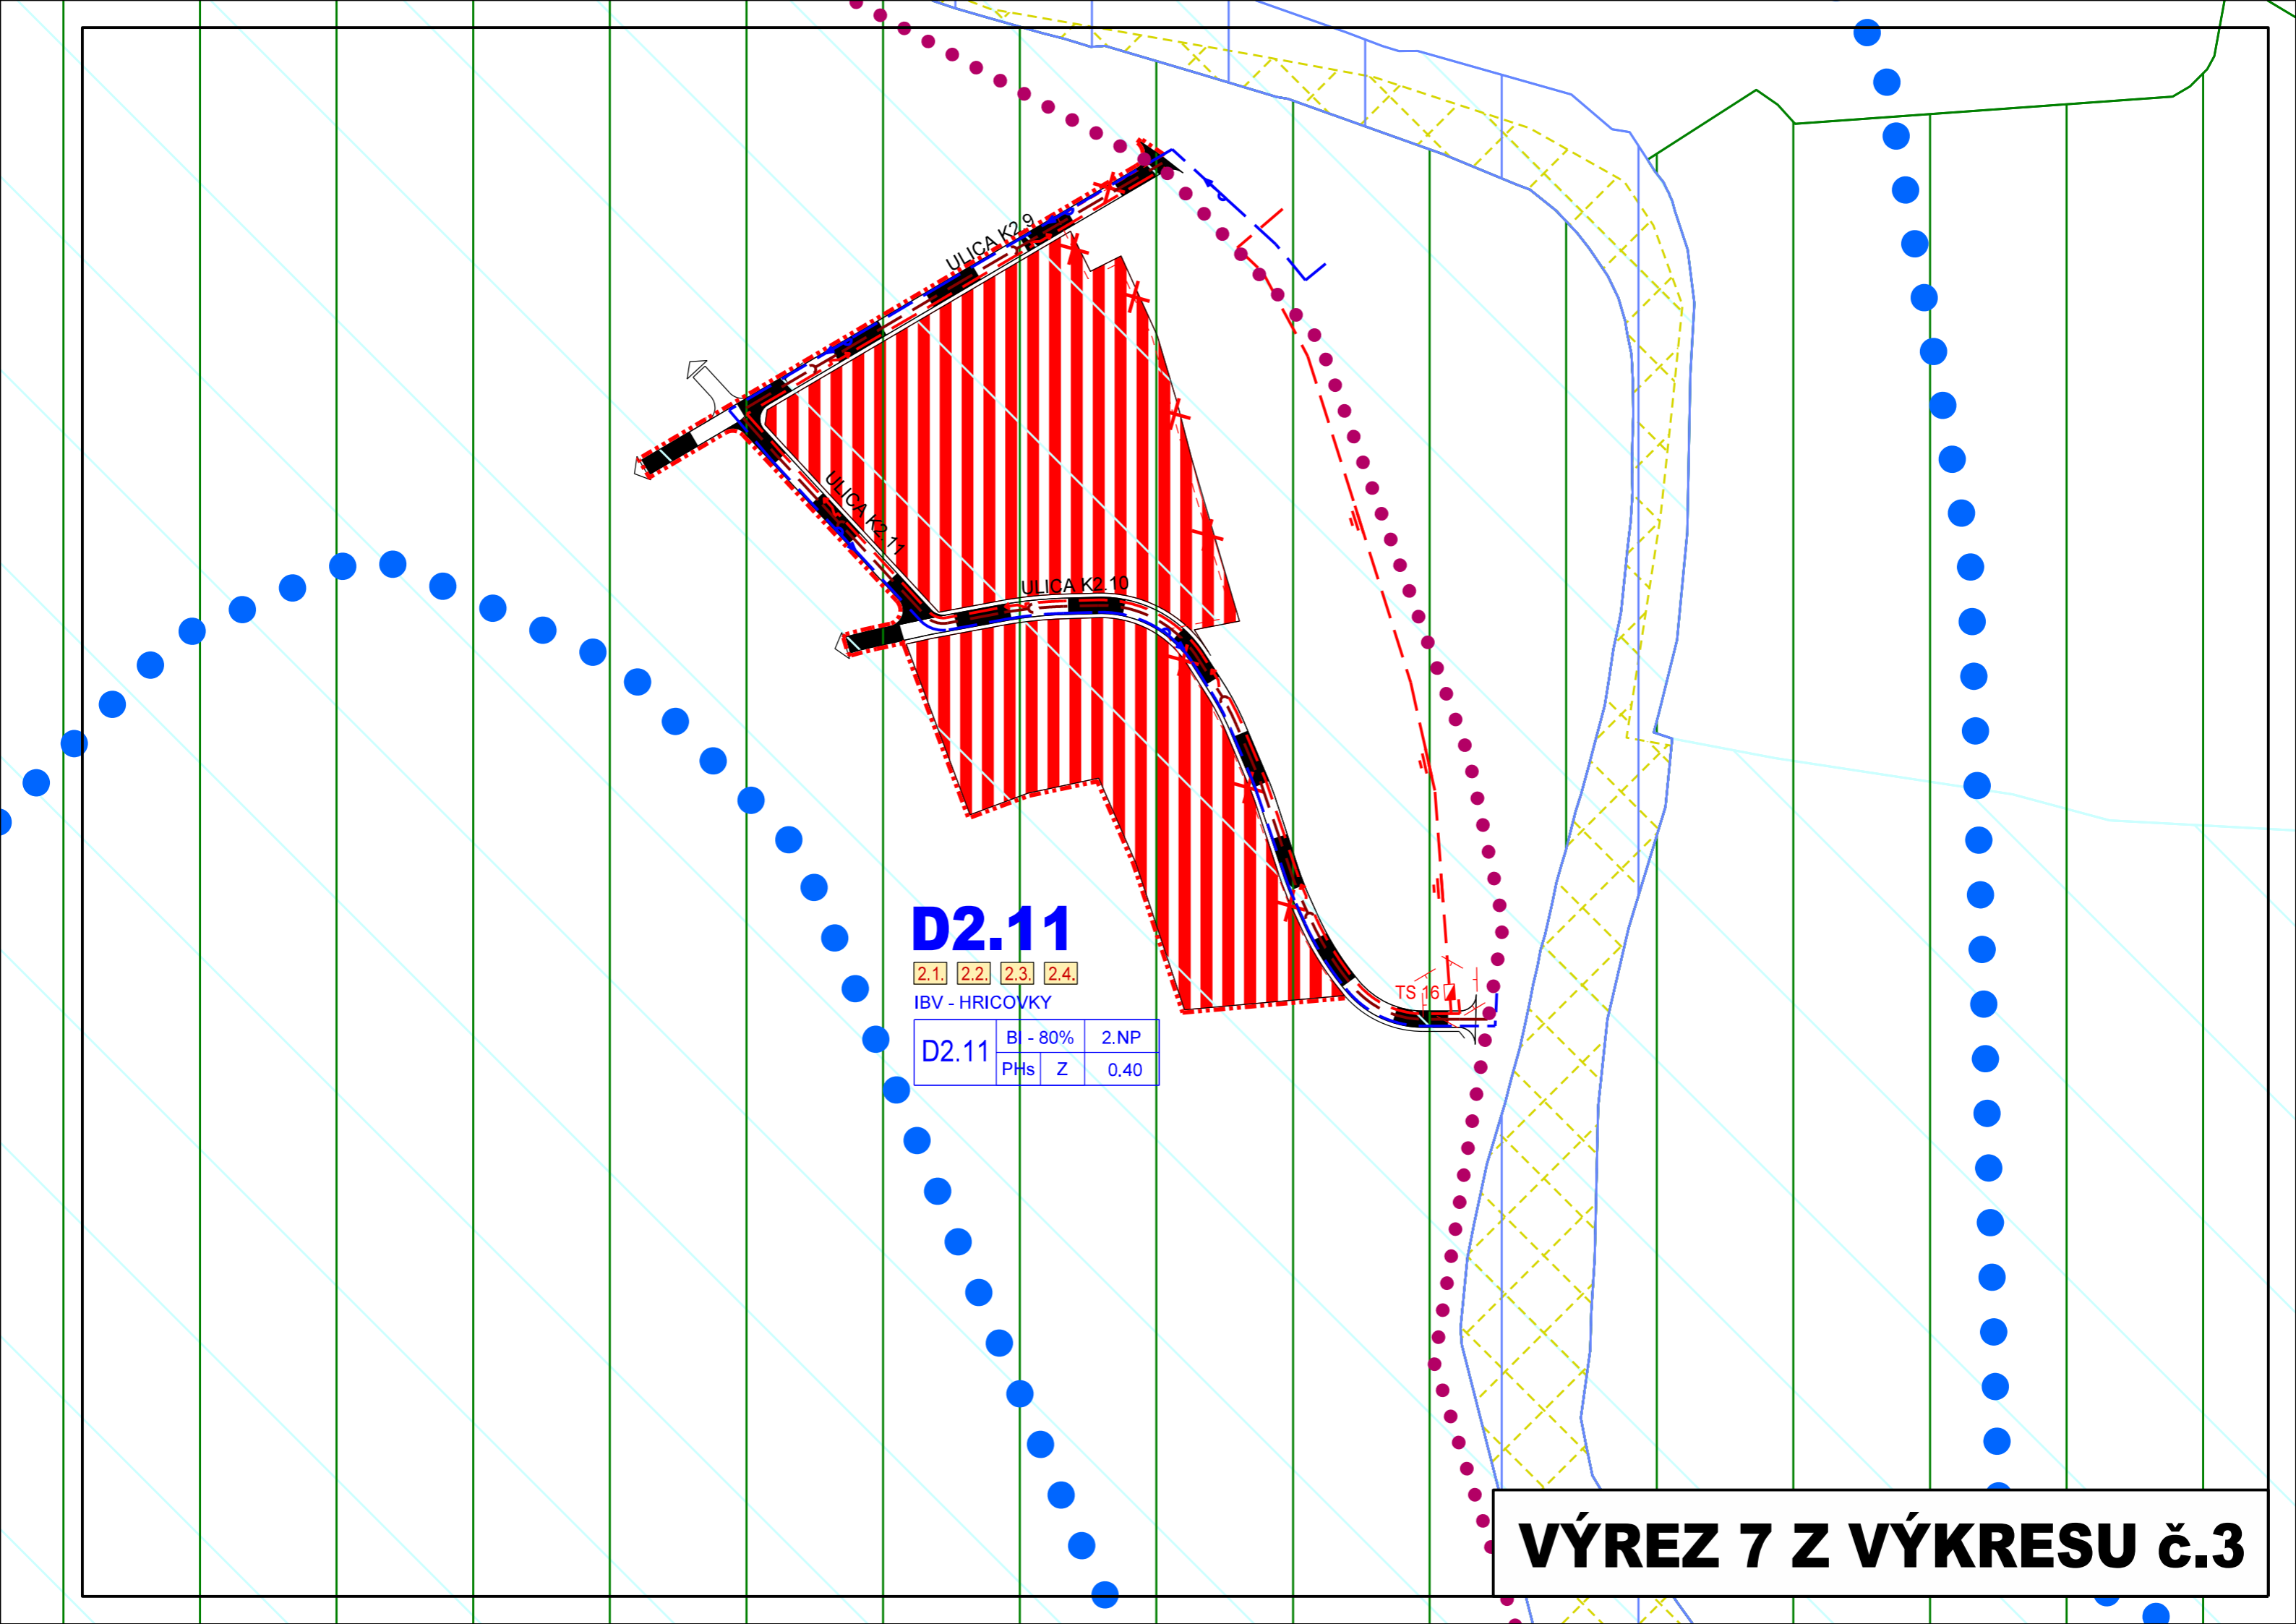 ULICA K2.9
ULICA K2.11
ULICA K2.10
D2.11
2.1. 2.2. 2.3. 2.4.
IBV - HRICOVKY
D2.11 BI - 80% 2.NP
PHs Z 0.40
TS 16
VÝREZ 7 Z VÝKRESU č.3